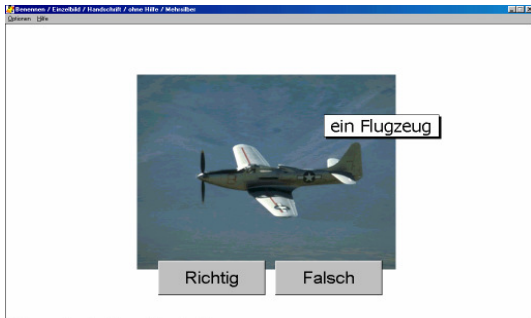 Benennen / Einzelbild / Handschrift / ohne Hilfe / Mehrsilber
Optionen Hilfe
ein Flugzeug
Richtig Falsch